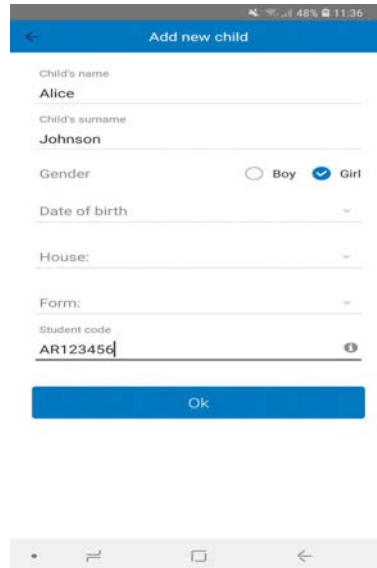 48% 11:36
Add new child
Child's name
Alice
Child's surname
Johnson
Gender Boy Girl
Date of birth
House:
Form:
Student code
AR123456
Ok